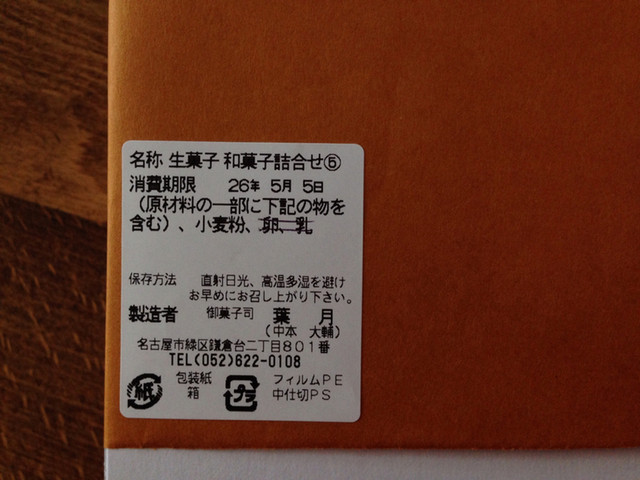 名称 生菓子 和菓子詰合せ⑤
消費期限 26年 5月 5日
(原材料の一部に下記の物を
含む)、小麦粉、卵、乳
保存方法 直射日光、高温多湿を避け
お早めにお召し上がり下さい。
製造者 御菓子司 葉 月
(中本 大輔)
名古屋市緑区鎌倉台二丁目801番
TEL(052)622-0108
紙 包装紙
箱
プラ フィルムPE
中仕切PS